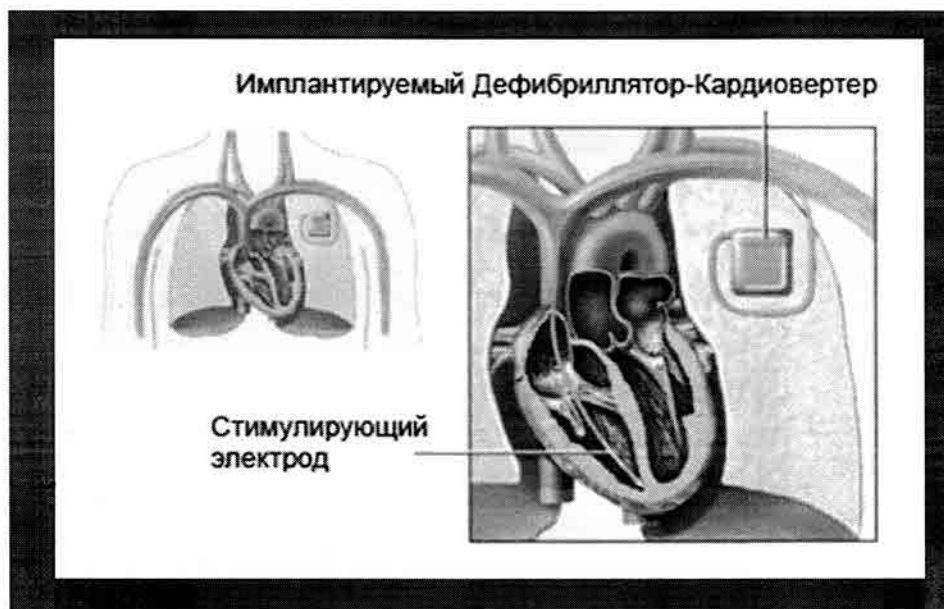 Имплантируемый Дефибриллятор-Кардиовертер
Стимулирующий
электрод